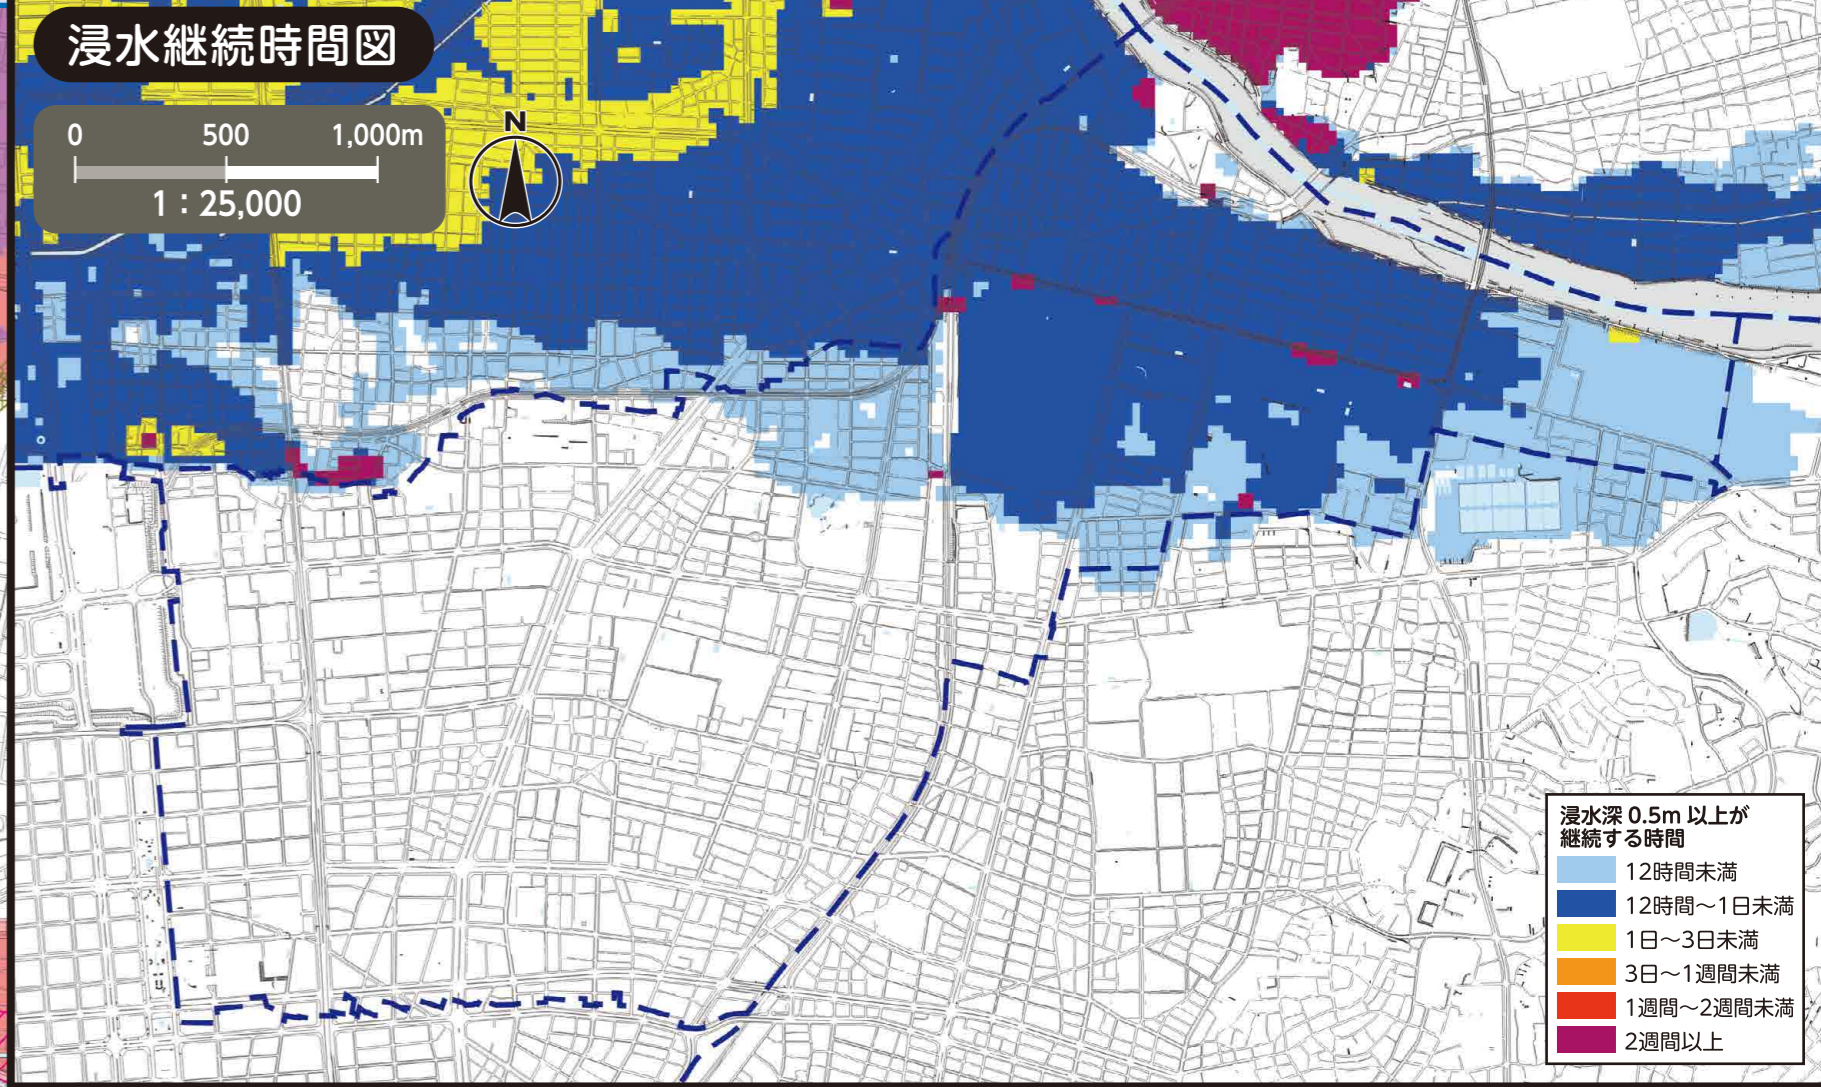 浸水継続時間図
0 500 1,000m
1：25,000
N
浸水深 0.5m 以上が
継続する時間
12時間未満
12時間～1日未満
1日～3日未満
3日～1週間未満
1週間～2週間未満
2週間以上